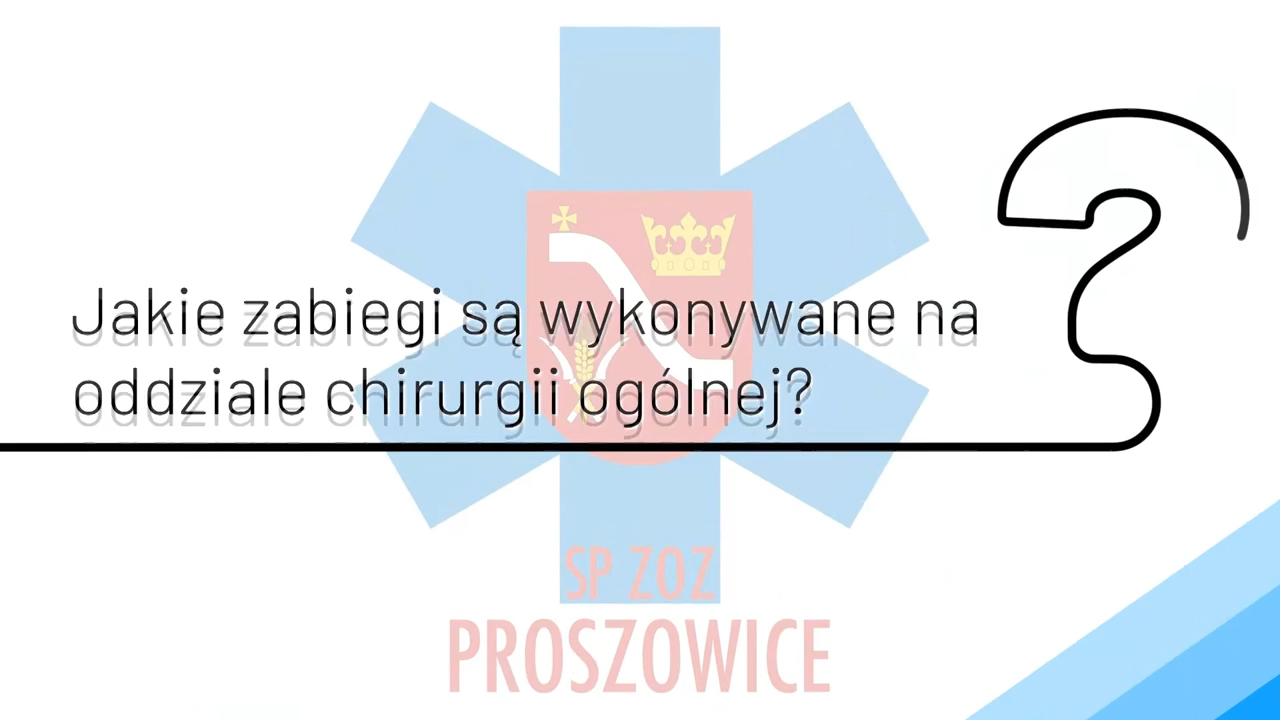 Jakie zabiegi są wykonywane na
oddziale chirurgii ogólnej?
SP ZOZ
PROSZOWICE